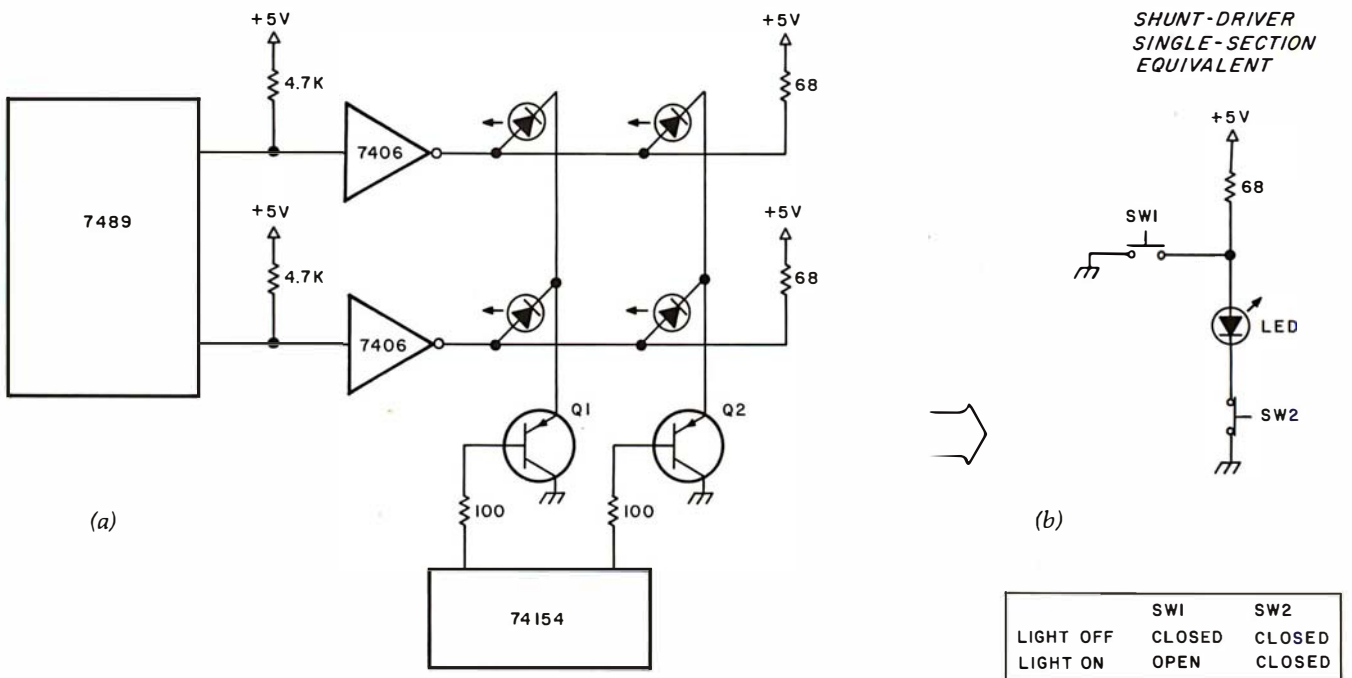 +5V
4.7K
7406
68
7489
+5V
4.7K
7406
+5V
68
+5V
Q1
Q2
100
100
74154
(a)
SHUNT-DRIVER
SINGLE-SECTION
EQUIVALENT
+5V
68
SW1
LED
SW2
(b)
SW1 SW2
LIGHT OFF CLOSED CLOSED
LIGHT ON OPEN CLOSED